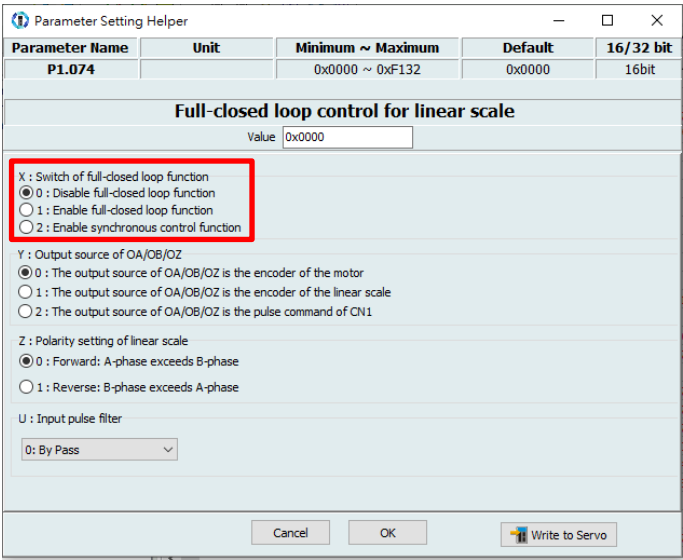 Parameter Setting Helper
Parameter Name Unit Minimum ~ Maximum Default 16/32 bit
P1.074 0x0000 ~ 0xF132 0x0000 16bit
Full-closed loop control for linear scale
Value 0x0000
X : Switch of full-closed loop function
0 : Disable full-closed loop function
1 : Enable full-closed loop function
2 : Enable synchronous control function
Y : Output source of OA/OB/OZ
0 : The output source of OA/OB/OZ is the encoder of the motor
1 : The output source of OA/OB/OZ is the encoder of the linear scale
2 : The output source of OA/OB/OZ is the pulse command of CN1
Z : Polarity setting of linear scale
0 : Forward: A-phase exceeds B-phase
1 : Reverse: B-phase exceeds A-phase
U : Input pulse filter
0: By Pass
Cancel OK Write to Servo